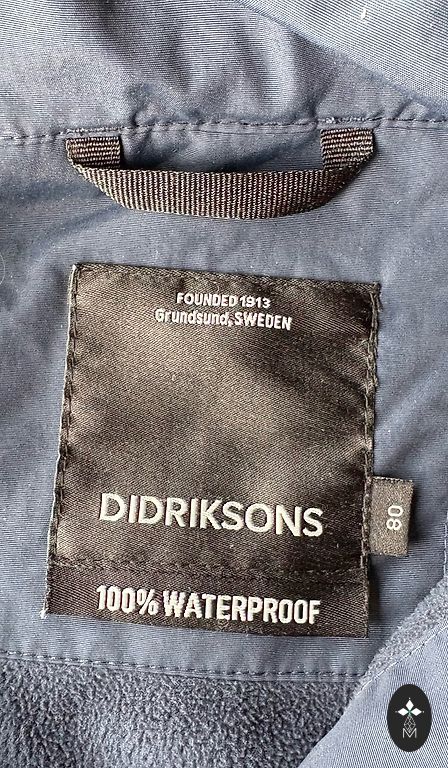 FOUNDED 1913
Grundsund, SWEDEN
DIDRIKSONS
80
100% WATERPROOF
M